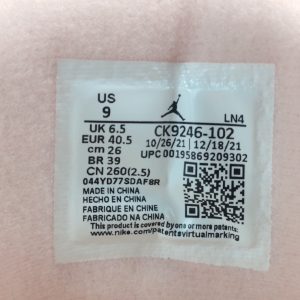 US
9
LN4
UK 6.5
EUR 40.5
cm 26
BR 39
CN 260(2.5)
CK9246-102
10/26/21 12/18/21
UPC 00195869209302
044YD77SDAF8R
MADE IN CHINA
HECHO EN CHINA
FABRIQUE EN CHINE
FABRICADO NA CHINA
This product is covered by one or more patents:
www.nike.com/patentsvirtualmarking